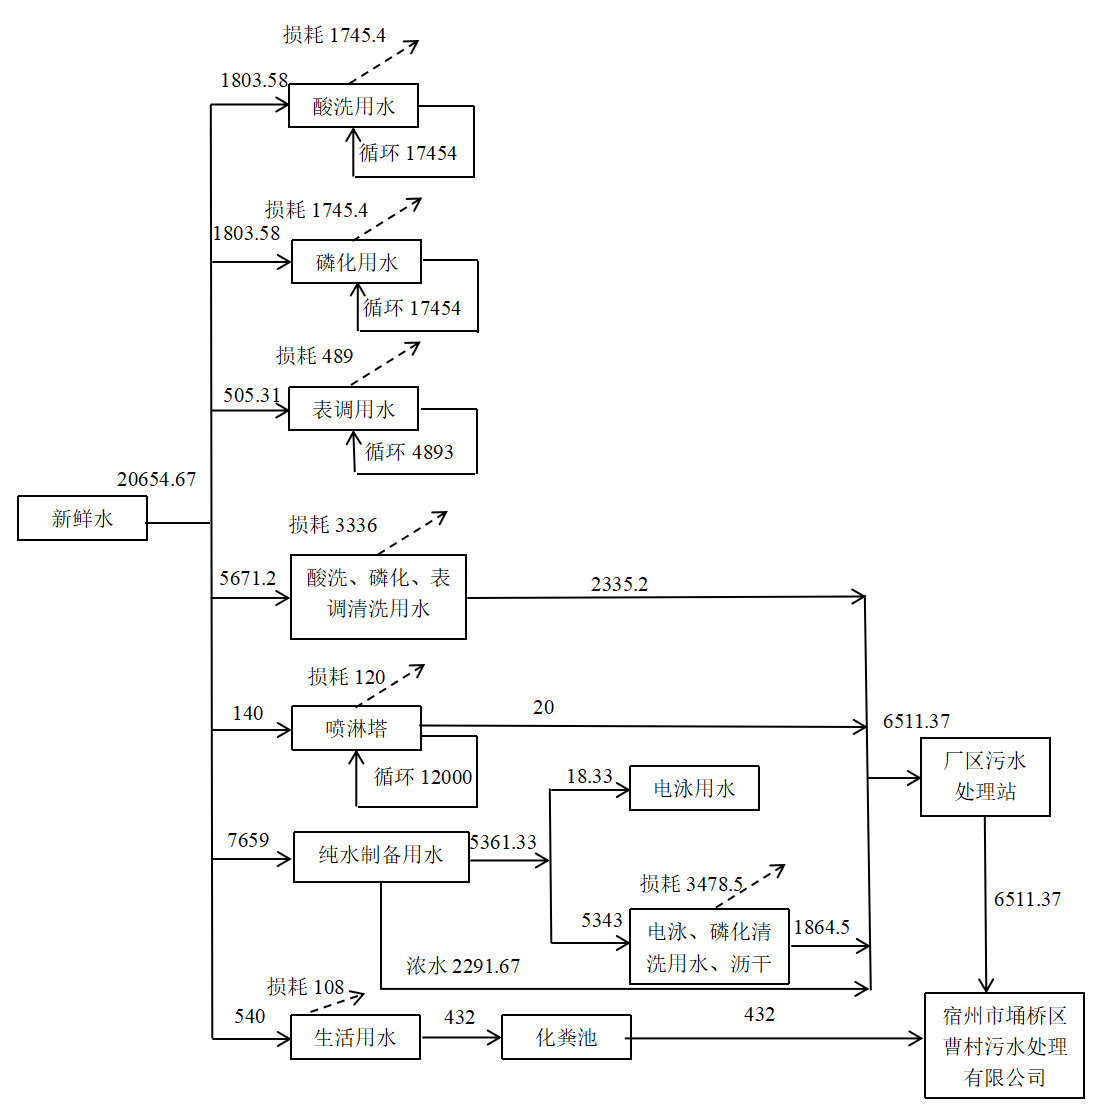 损耗 1745.4
1803.58
酸洗用水
循环 17454
损耗 1745.4
1803.58
磷化用水
循环 17454
损耗 489
505.31
表调用水
循环 4893
20654.67
新鲜水
损耗 3336
5671.2
酸洗、磷化、表
调清洗用水
2335.2
损耗 120
140
喷淋塔
20
循环 12000
6511.37
厂区污水
处理站
18.33
电泳用水
7659
纯水制备用水
5361.33
损耗 3478.5
5343
电泳、磷化清
洗用水、沥干
1864.5
6511.37
浓水 2291.67
损耗 108
540
生活用水
432
化粪池
432
宿州市埇桥区
曹村污水处理
有限公司